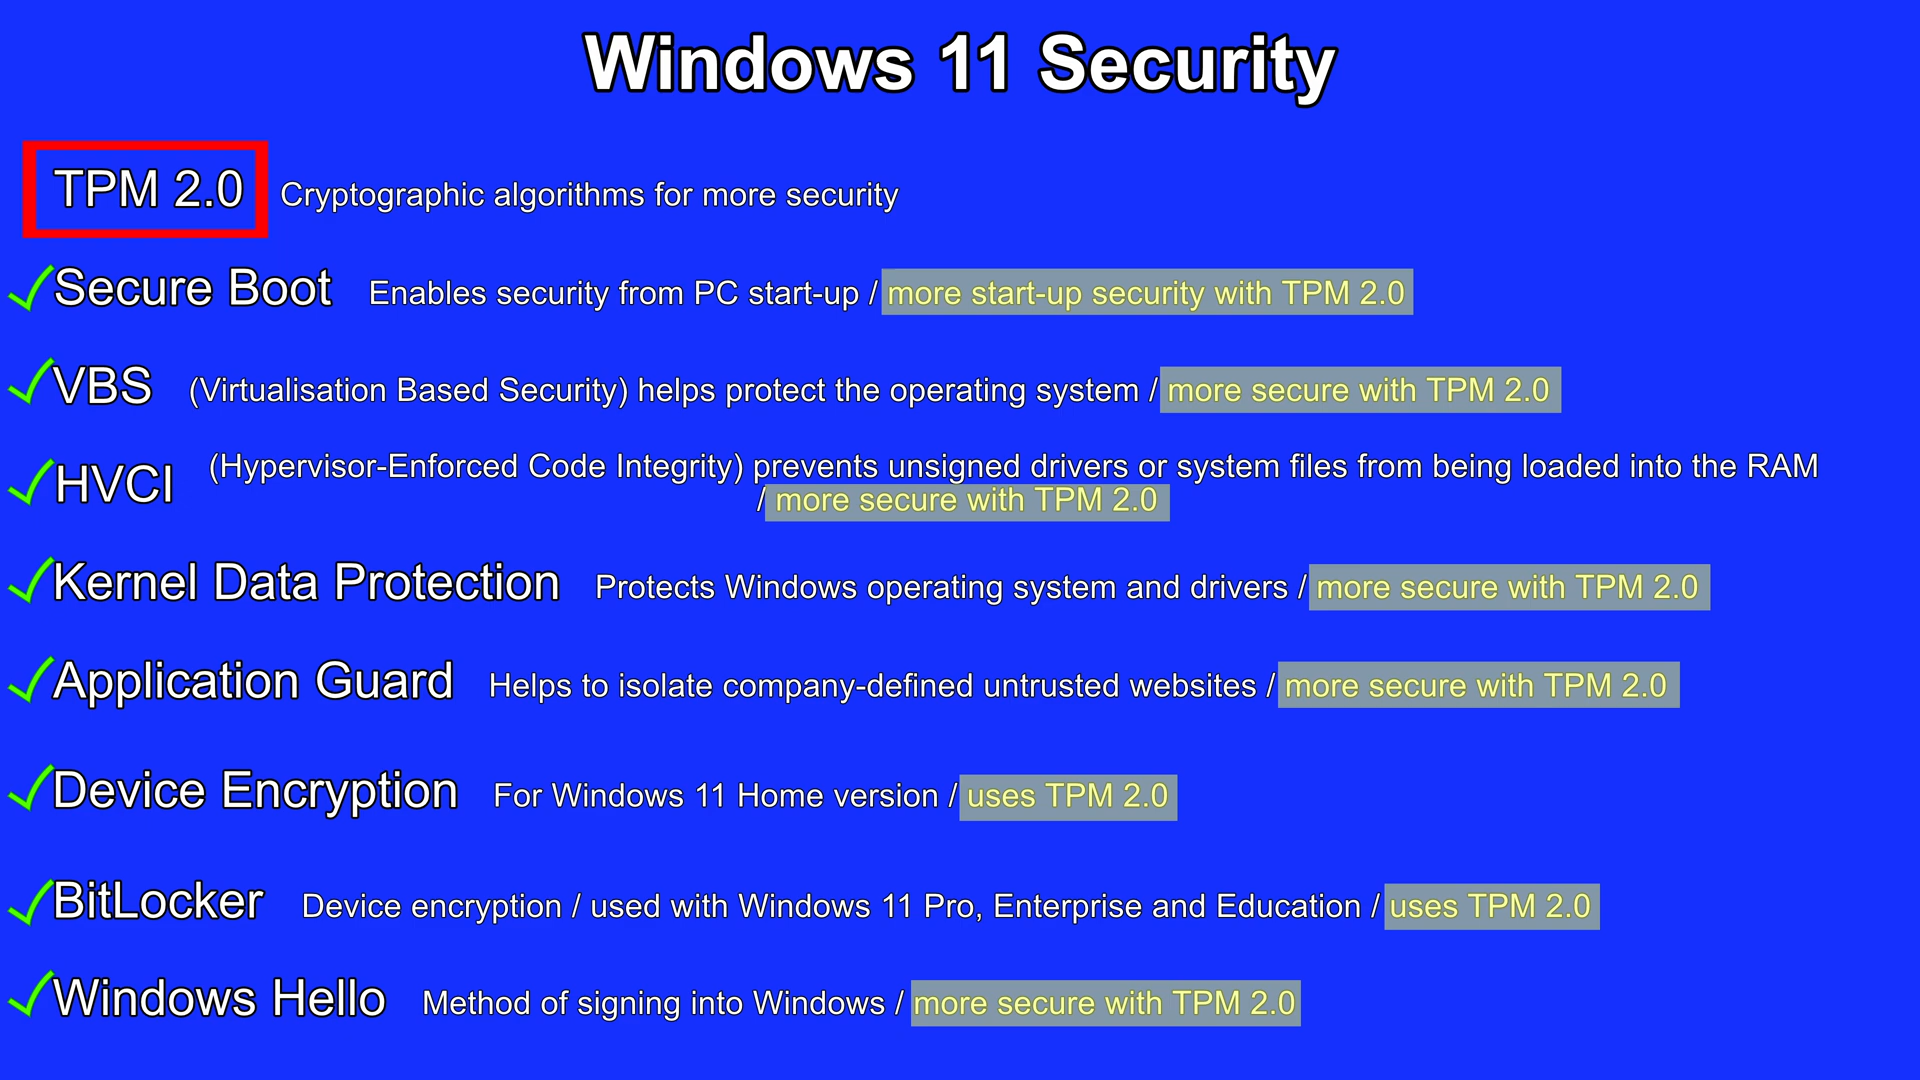 Windows 11 Security
TPM 2.0 Cryptographic algorithms for more security
Secure Boot Enables security from PC start-up / more start-up security with TPM 2.0
VBS (Virtualisation Based Security) helps protect the operating system / more secure with TPM 2.0
HVCI (Hypervisor-Enforced Code Integrity) prevents unsigned drivers or system files from being loaded into the RAM
/ more secure with TPM 2.0
Kernel Data Protection Protects Windows operating system and drivers / more secure with TPM 2.0
Application Guard Helps to isolate company-defined untrusted websites / more secure with TPM 2.0
Device Encryption For Windows 11 Home version / uses TPM 2.0
BitLocker Device encryption / used with Windows 11 Pro, Enterprise and Education / uses TPM 2.0
Windows Hello Method of signing into Windows / more secure with TPM 2.0